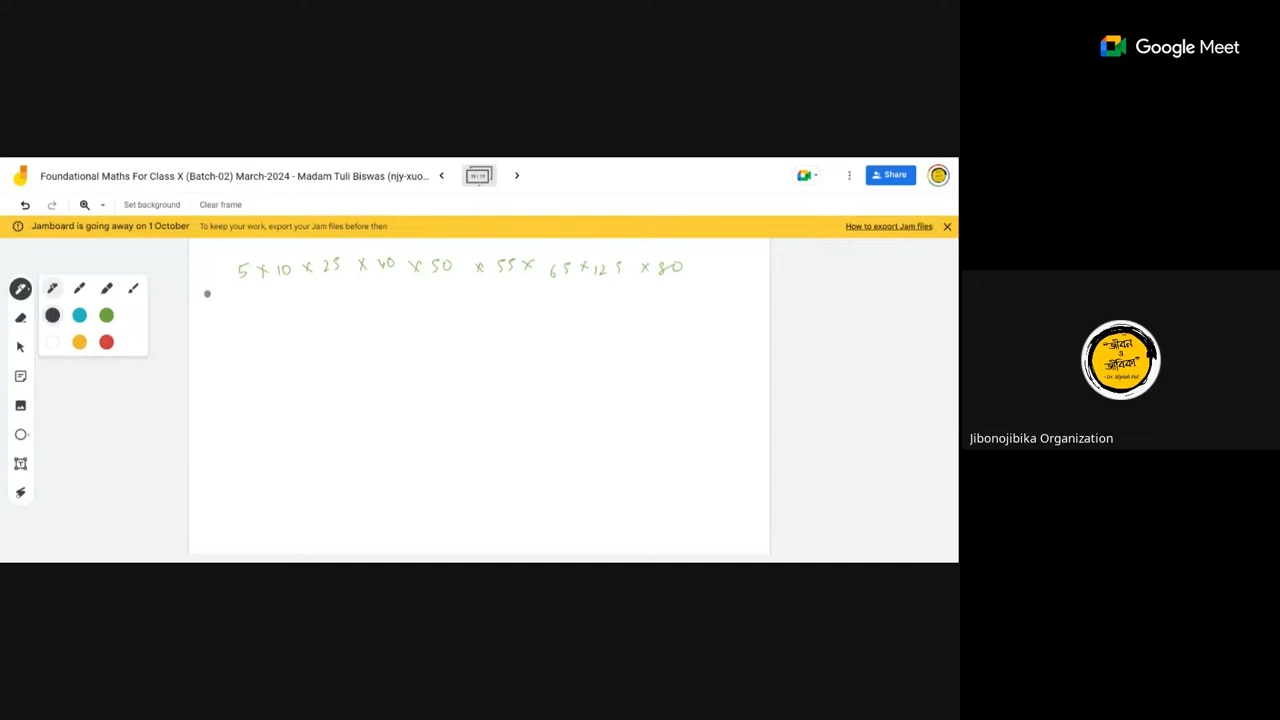 Google Meet
Foundational Maths For Class X (Batch-02) March-2024 - Madam Tuli Biswas (njy-xuo...
Share
Set background
Clear frame
Jamboard is going away on 1 October
To keep your work, export your Jam files before then
How to export Jam files
5 × 10 × 25 × 40 × 50 × 55 × 65 × 125 × 80
"জীবন
ও
জীবিকা"
Jibonojibika Organization